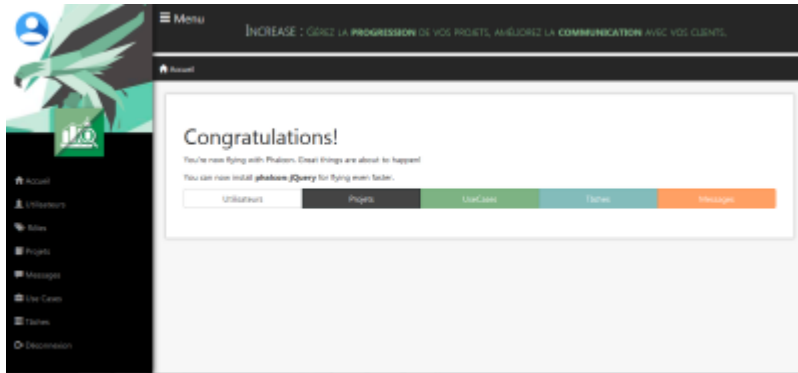 Menu
INCREASE : GÉREZ LA PROGRESSION DE VOS PROJETS, AMÉLIOREZ LA COMMUNICATION AVEC VOS CLIENTS.
Accueil
Congratulations!
You're now flying with Phalcon. Great things are about to happen!
You can now install phalcon-jQuery for flying even faster.
Utilisateurs Projets UseCases Tâches Messages
Accueil
Utilisateurs
Rôles
Projets
Messages
Use Cases
Tâches
Déconnexion